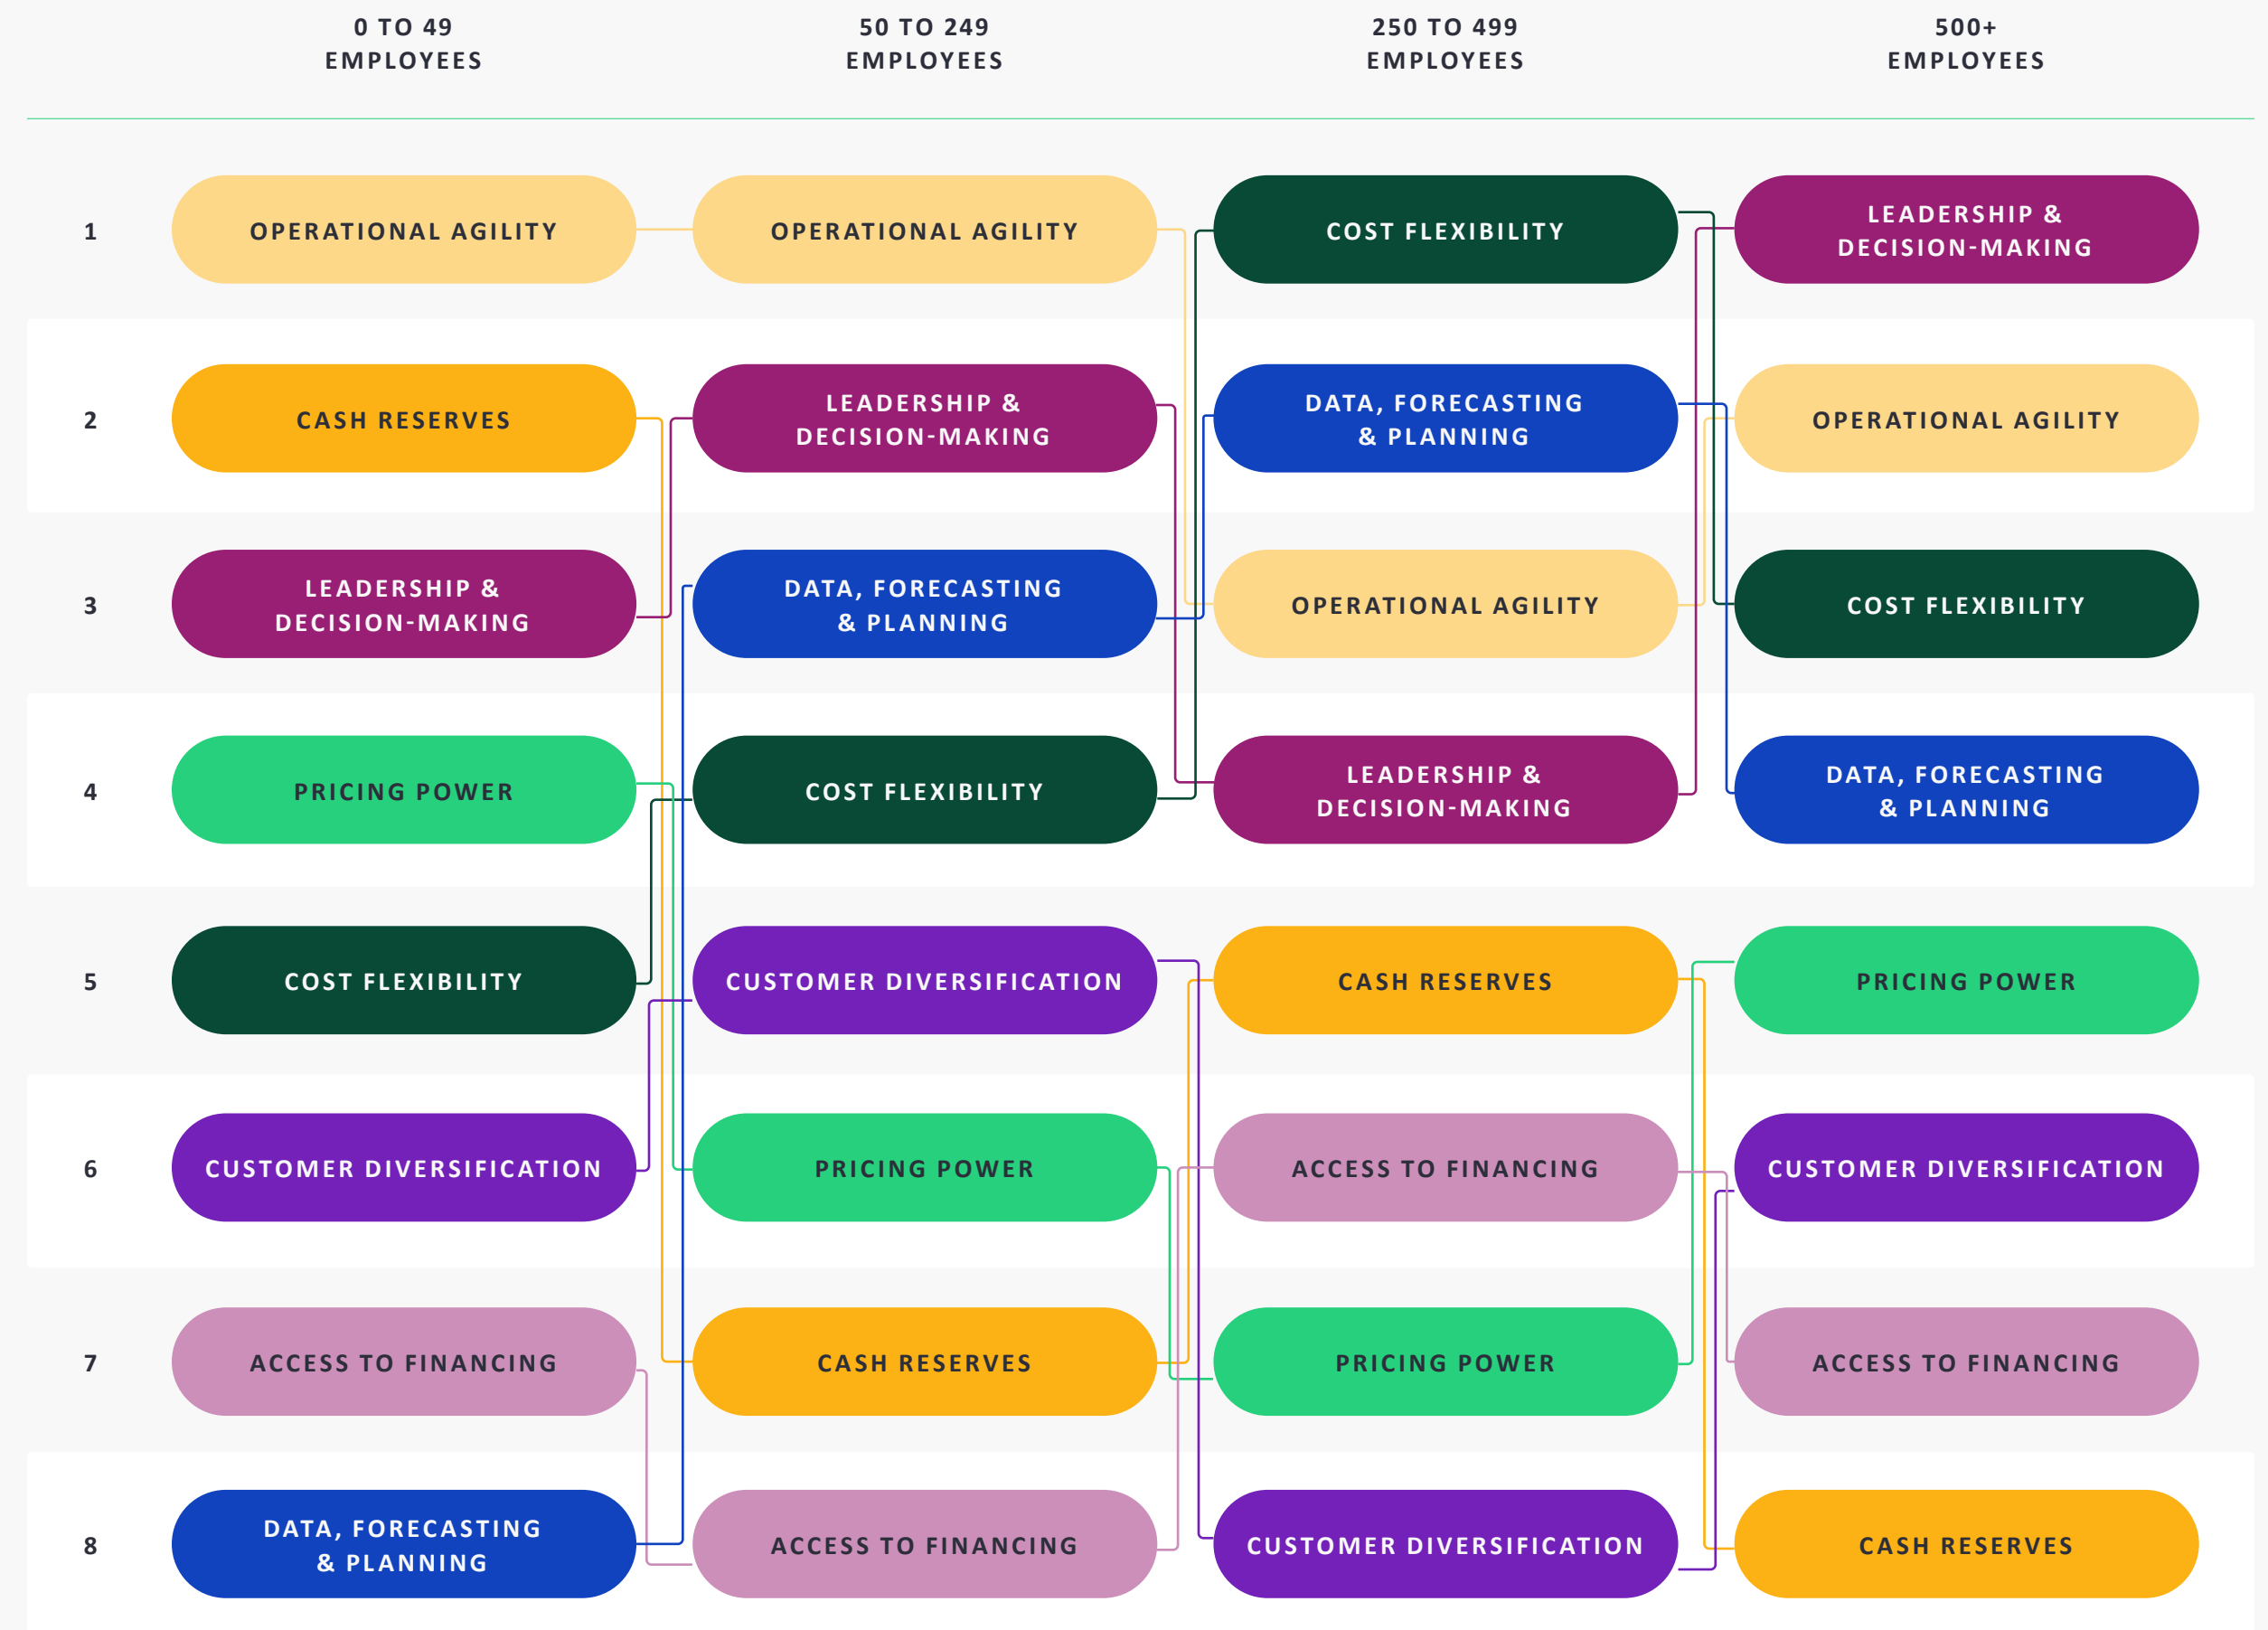 0 TO 49
EMPLOYEES
50 TO 249
EMPLOYEES
250 TO 499
EMPLOYEES
500+
EMPLOYEES
1
OPERATIONAL AGILITY
OPERATIONAL AGILITY
COST FLEXIBILITY
LEADERSHIP &
DECISION-MAKING
2
CASH RESERVES
LEADERSHIP &
DECISION-MAKING
DATA, FORECASTING
& PLANNING
OPERATIONAL AGILITY
3
LEADERSHIP &
DECISION-MAKING
DATA, FORECASTING
& PLANNING
OPERATIONAL AGILITY
COST FLEXIBILITY
4
PRICING POWER
COST FLEXIBILITY
LEADERSHIP &
DECISION-MAKING
DATA, FORECASTING
& PLANNING
5
COST FLEXIBILITY
CUSTOMER DIVERSIFICATION
CASH RESERVES
PRICING POWER
6
CUSTOMER DIVERSIFICATION
PRICING POWER
ACCESS TO FINANCING
CUSTOMER DIVERSIFICATION
7
ACCESS TO FINANCING
CASH RESERVES
PRICING POWER
ACCESS TO FINANCING
8
DATA, FORECASTING
& PLANNING
ACCESS TO FINANCING
CUSTOMER DIVERSIFICATION
CASH RESERVES